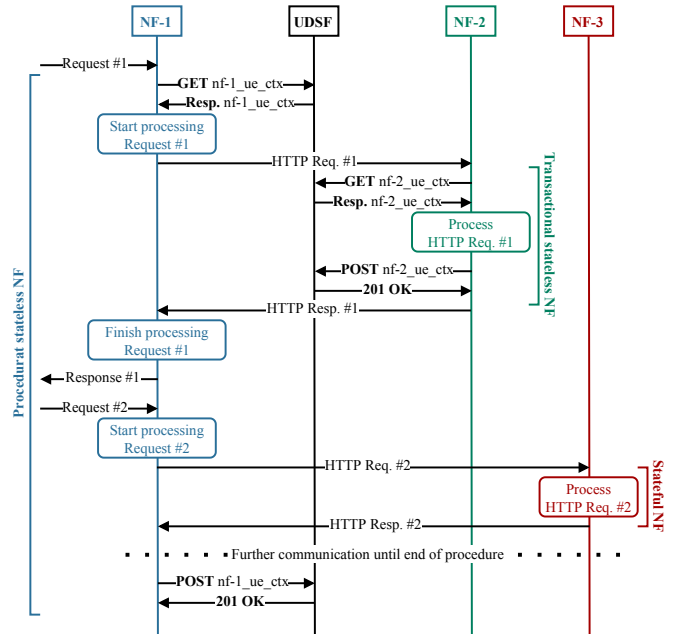 NF-1
UDSF
NF-2
NF-3
Request #1
GET nf-1_ue_ctx
Resp. nf-1_ue_ctx
Start processing
Request #1
HTTP Req. #1
GET nf-2_ue_ctx
Resp. nf-2_ue_ctx
Process
HTTP Req. #1
POST nf-2_ue_ctx
201 OK
HTTP Resp. #1
Transactional stateless NF
Finish processing
Request #1
Response #1
Request #2
Start processing
Request #2
HTTP Req. #2
Process
HTTP Req. #2
HTTP Resp. #2
Stateful NF
Further communication until end of procedure
POST nf-1_ue_ctx
201 OK
Procedurat stateless NF